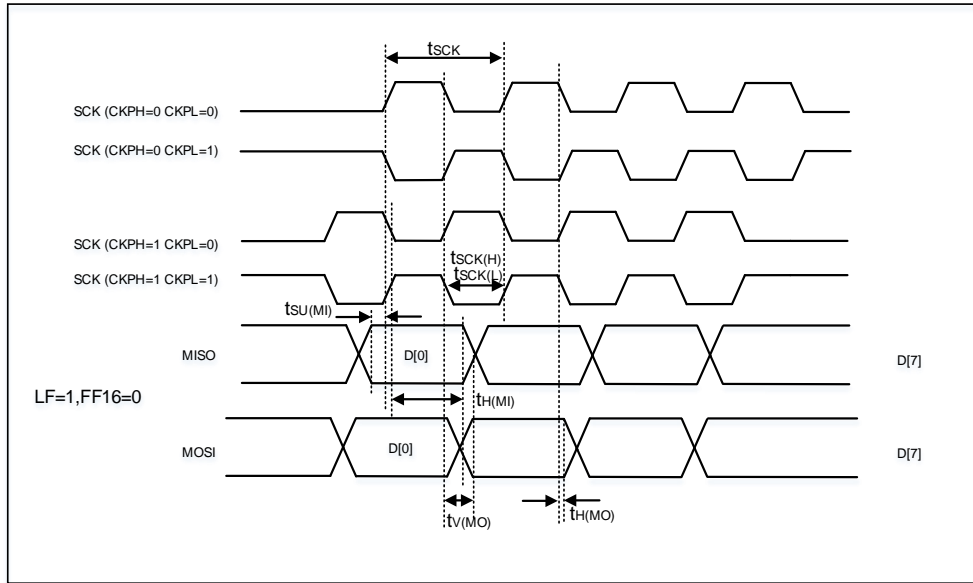 tSCK
SCK (CKPH=0 CKPL=0)
SCK (CKPH=0 CKPL=1)
SCK (CKPH=1 CKPL=0)
tSCK(H)
SCK (CKPH=1 CKPL=1)
tSCK(L)
tSU(MI)
MISO
D[0]
D[7]
LF=1,FF16=0
tH(MI)
MOSI
D[0]
D[7]
tV(MO)
tH(MO)